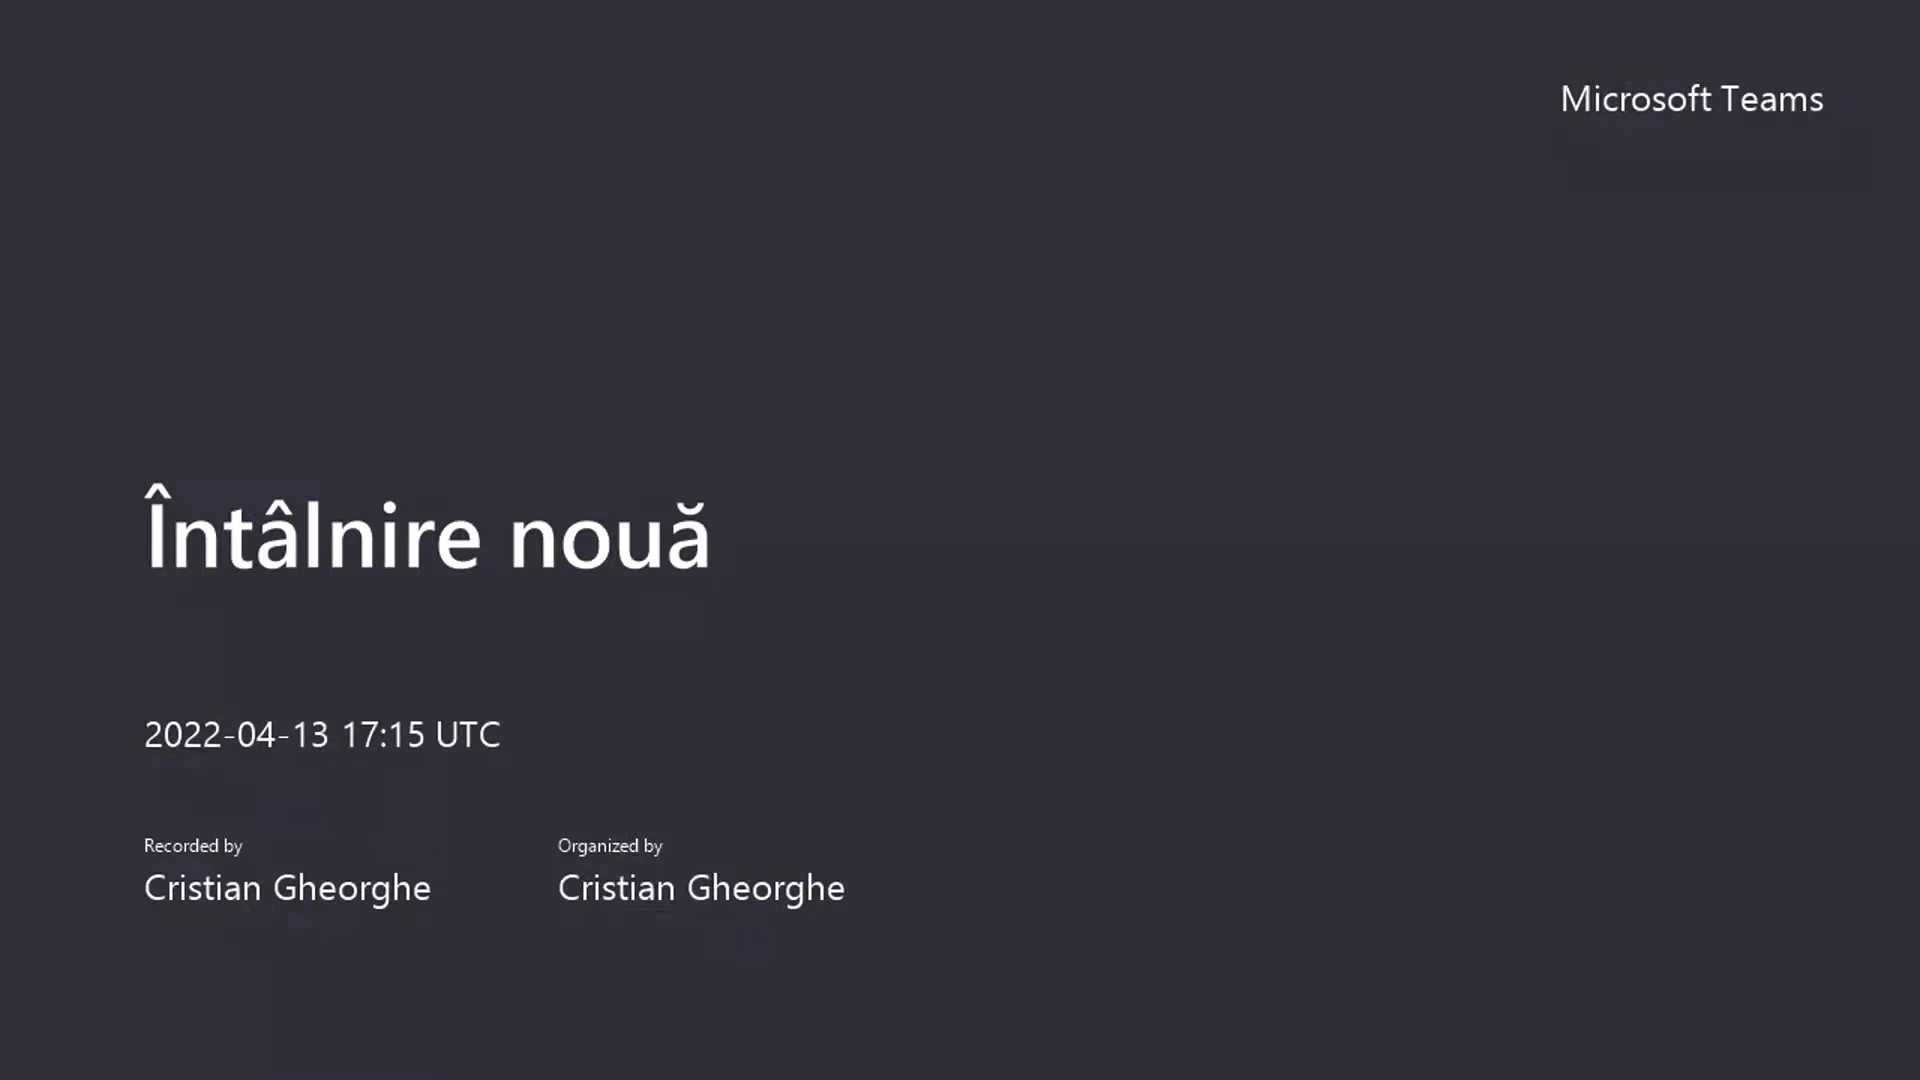 Microsoft Teams
Întâlnire nouă
2022-04-13 17:15 UTC
Recorded by
Cristian Gheorghe
Organized by
Cristian Gheorghe